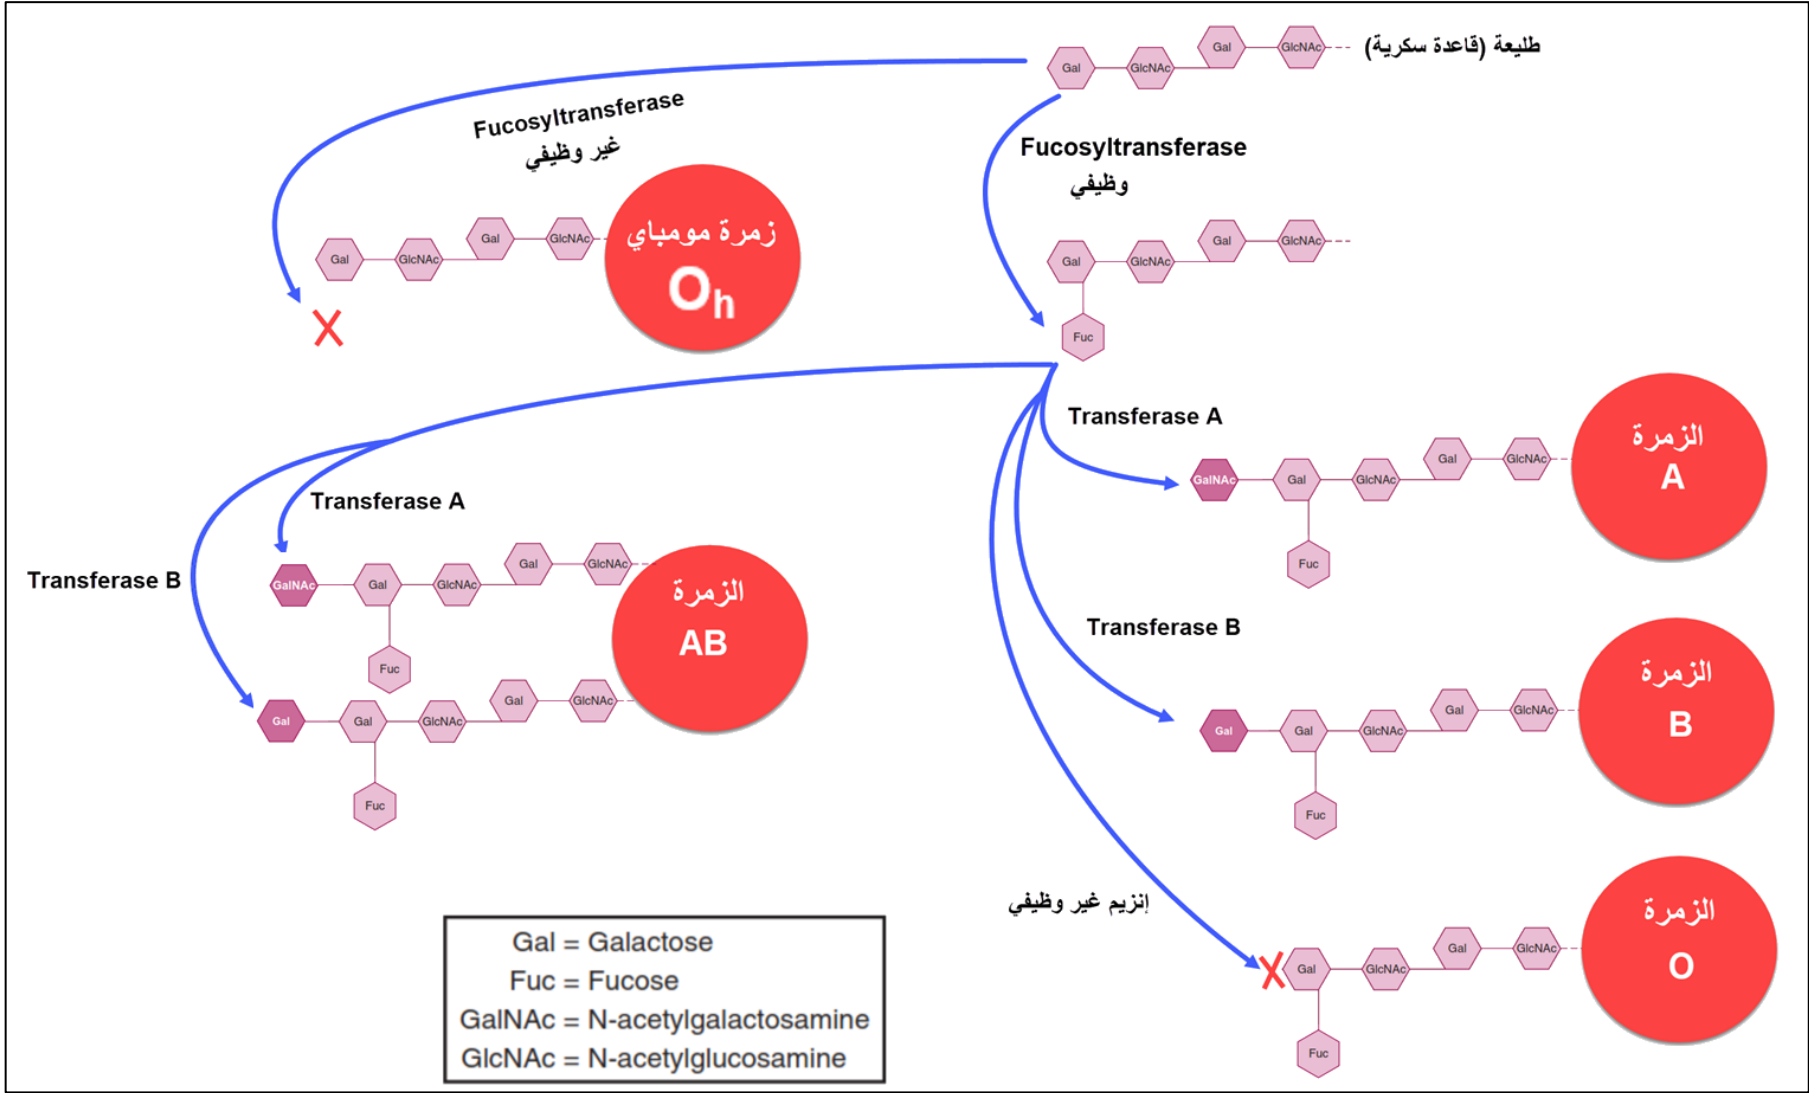 طليعة (قاعدة سكرية)
Gal GlcNAc Gal GlcNAc
Fucosyltransferase
غير وظيفي
Fucosyltransferase
وظيفي
Gal GlcNAc Gal GlcNAc
زمرة مومباي
Oh
Gal GlcNAc Gal GlcNAc
Fuc
Transferase A
GalNAc Gal GlcNAc Gal GlcNAc
Fuc
الزمرة
A
Transferase A
Transferase B
GalNAc Gal GlcNAc Gal GlcNAc
Fuc
Gal Gal GlcNAc Gal GlcNAc
Fuc
الزمرة
AB
Transferase B
Gal Gal GlcNAc Gal GlcNAc
Fuc
الزمرة
B
إنزيم غير وظيفي
Gal GlcNAc Gal GlcNAc
Fuc
الزمرة
O
Gal = Galactose
Fuc = Fucose
GalNAc = N-acetylgalactosamine
GlcNAc = N-acetylglucosamine